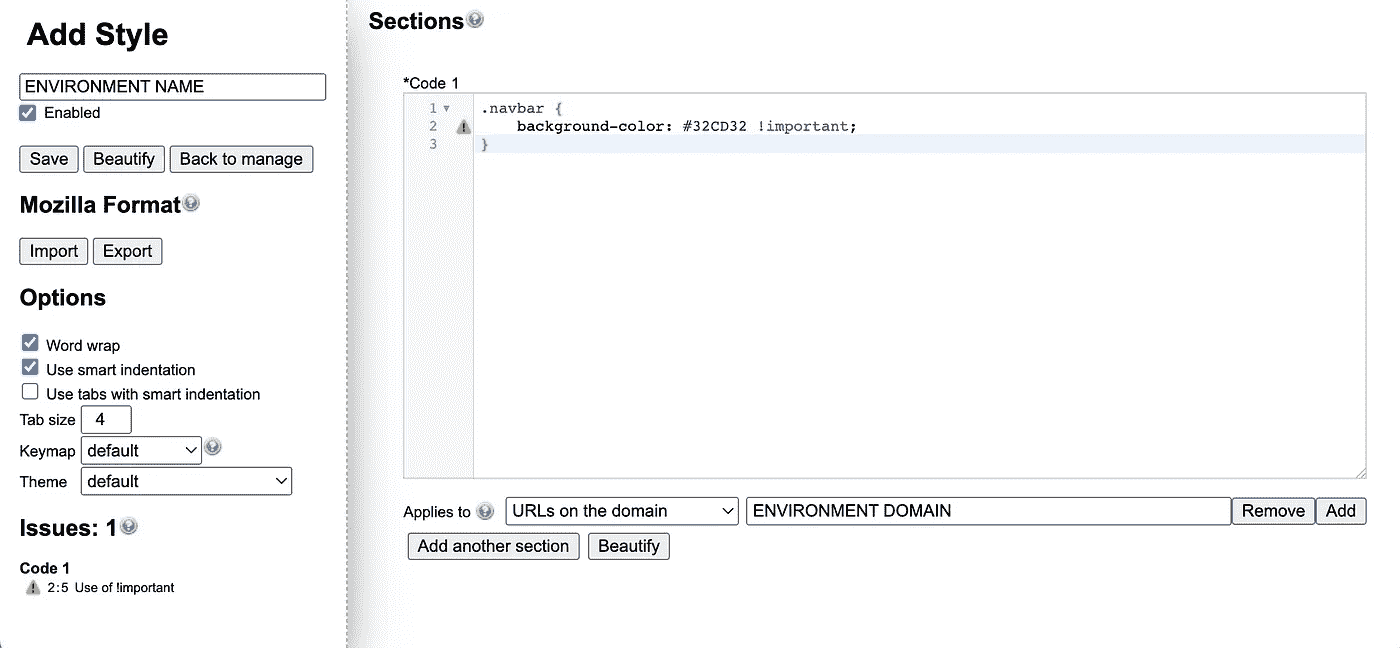 Add Style
ENVIRONMENT NAME
Enabled
Save Beautify Back to manage
Mozilla Format
Import Export
Options
Word wrap
Use smart indentation
Use tabs with smart indentation
Tab size 4
Keymap default
Theme default
Issues: 1
Code 1
2:5 Use of !important
Sections
*Code 1
1 .navbar {
2 background-color: #32CD32 !important;
3 }
Applies to URLs on the domain ENVIRONMENT DOMAIN Remove Add
Add another section Beautify